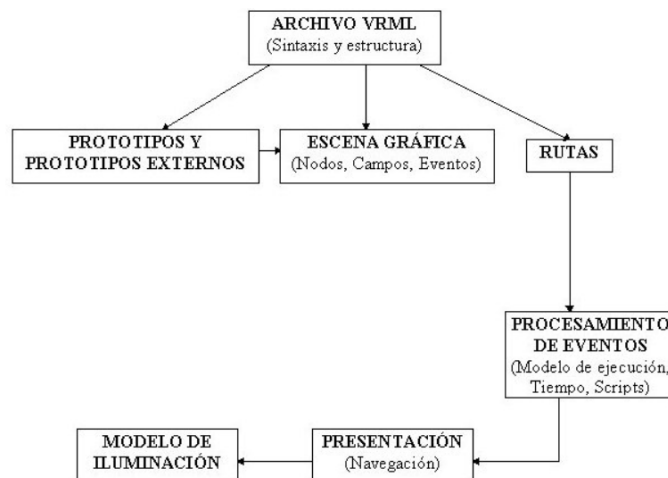 ARCHIVO VRML
(Sintaxis y estructura)
PROTOTIPOS Y
PROTOTIPOS EXTERNOS
ESCENA GRÁFICA
(Nodos, Campos, Eventos)
RUTAS
PROCESAMIENTO
DE EVENTOS
(Modelo de ejecución,
Tiempo, Scripts)
MODELO DE
ILUMINACIÓN
PRESENTACIÓN
(Navegación)